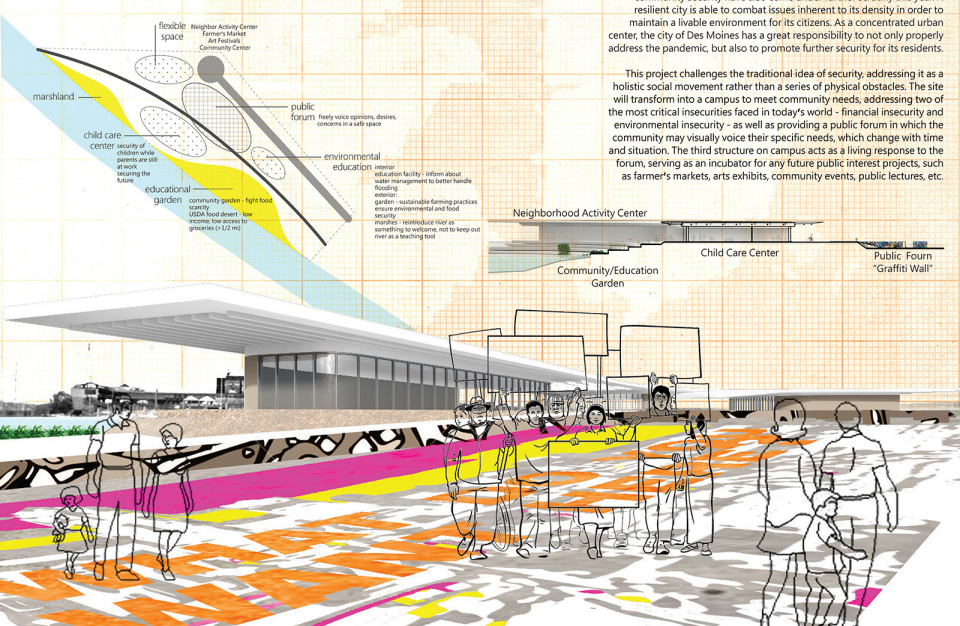 resilient city is able to combat issues inherent to its density in order to
maintain a livable environment for its citizens. As a concentrated urban
center, the city of Des Moines has a great responsibility to not only properly
address the pandemic, but also to promote further security for its residents.
This project challenges the traditional idea of security, addressing it as a
holistic social movement rather than a series of physical obstacles. The site
will transform into a campus to meet community needs, addressing two of
the most critical insecurities faced in today's world - financial insecurity and
environmental insecurity - as well as providing a public forum in which the
community may visually voice their specific needs, which change with time
and situation. The third structure on campus acts as a living response to the
forum, serving as an incubator for any future public interest projects, such
as farmer's markets, arts exhibits, community events, public lectures, etc.
flexible
space
Neighbor Activity Center
Farmer's Market
Art Festivals
Community Center
marshland
public
forum
freely voice opinions, desires,
concerns in a safe space
child care
center
security of
children while
parents are still
at work
securing the
future
environmental
education
interior
education facility - inform about
water management to better handle
flooding
exterior:
garden - sustainable farming practices
ensure environmental and food
security
marshes - reintroduce river as
something to welcome, not to keep out
river as a teaching tool
educational
garden
community garden - fight food
scarcity
USDA food desert - low
income, low access to
groceries (>1/2 mi)
Neighborhood Activity Center
Child Care Center
Community/Education
Garden
Public Fourn
"Graffiti Wall"